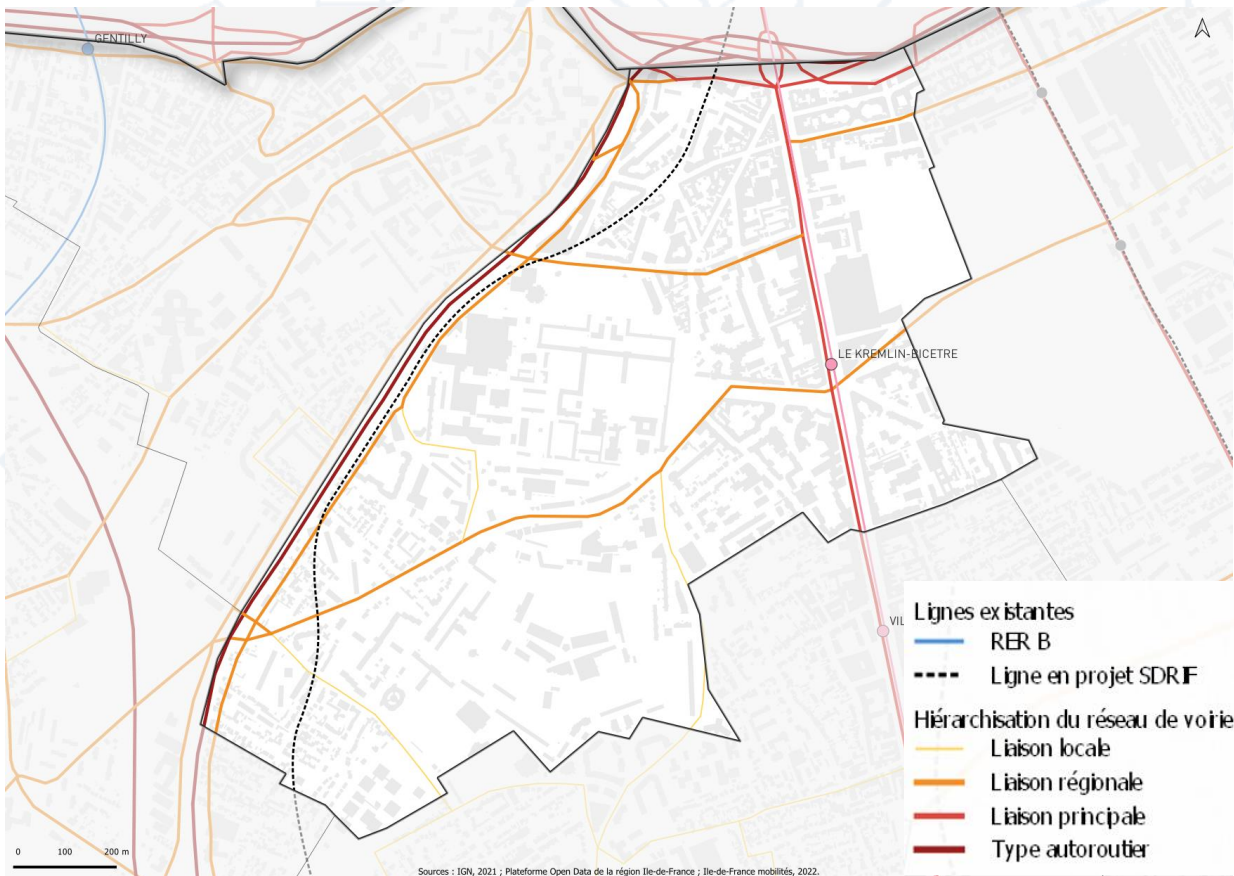 GENTILLY
LE KREMLIN-BICETRE
VIL
Lignes existantes
RER B
Ligne en projet SDRIF
Hiérarchisation du réseau de voirie
Liaison locale
Liaison régionale
Liaison principale
Type autoroutier
0 100 200 m
Sources : IGN, 2021 ; Plateforme Open Data de la région Ile-de-France ; Ile-de-France mobilités, 2022.